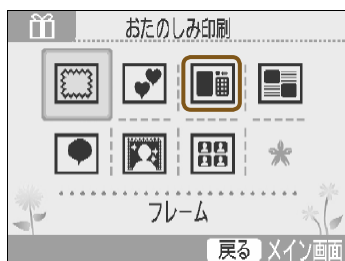 おたのしみ印刷
フレーム
戻る メイン画面